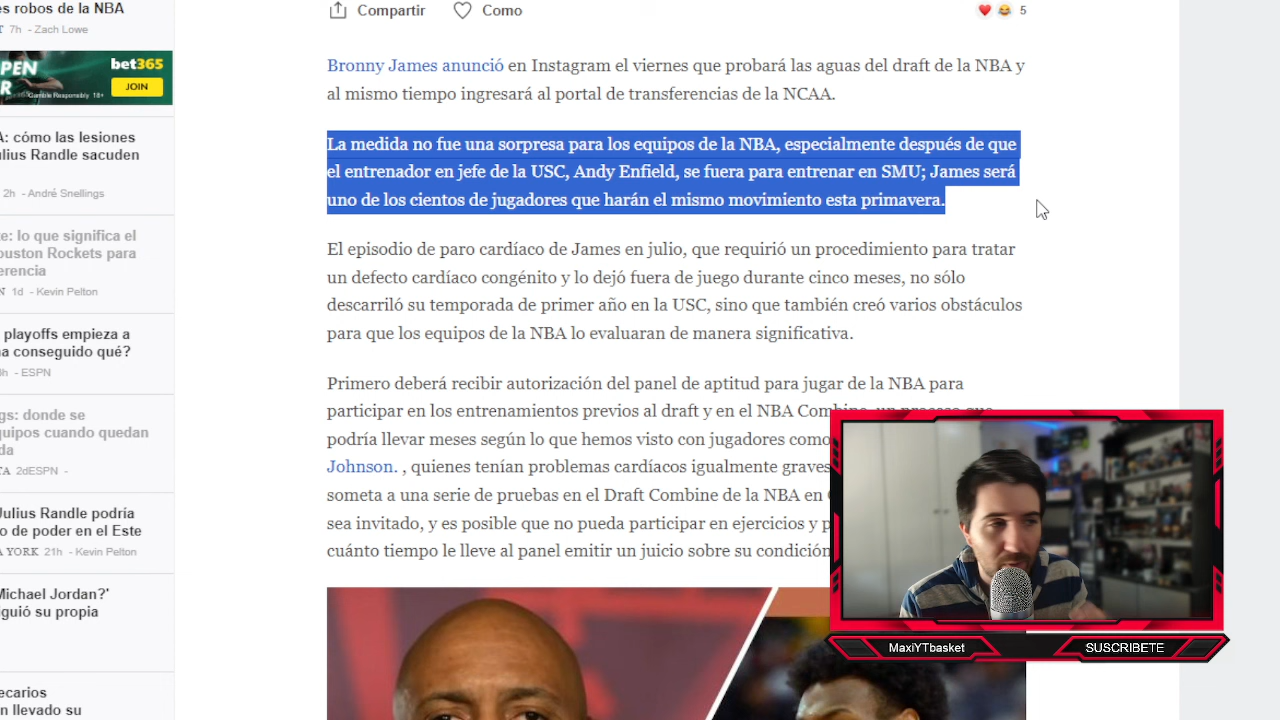 es robos de la NBA
7h - Zach Lowe
PEN
R
bet365
JOIN
Gamble Responsibly 18+
A: cómo las lesiones
ulius Randle sacuden
2h - André Snellings
te: lo que significa el
ouston Rockets para
erencia
N 1d - Kevin Pelton
playoffs empieza a
a conseguido qué?
h - ESPN
gs: donde se
quipos cuando quedan
da
TA 2dESPN -
Julius Randle podría
o de poder en el Este
A YORK 21h - Kevin Pelton
Michael Jordan?'
guió su propia
ecarios
n llevado su
Compartir
Como
5
Bronny James anunció en Instagram el viernes que probará las aguas del draft de la NBA y
al mismo tiempo ingresará al portal de transferencias de la NCAA.
La medida no fue una sorpresa para los equipos de la NBA, especialmente después de que
el entrenador en jefe de la USC, Andy Enfield, se fuera para entrenar en SMU; James será
uno de los cientos de jugadores que harán el mismo movimiento esta primavera.
El episodio de paro cardíaco de James en julio, que requirió un procedimiento para tratar
un defecto cardíaco congénito y lo dejó fuera de juego durante cinco meses, no sólo
descarriló su temporada de primer año en la USC, sino que también creó varios obstáculos
para que los equipos de la NBA lo evaluaran de manera significativa.
Primero deberá recibir autorización del panel de aptitud para jugar de la NBA para
participar en los entrenamientos previos al draft y en el NBA Combine, un proceso que
podría llevar meses según lo que hemos visto con jugadores como
Johnson. , quienes tenían problemas cardíacos igualmente graves
someta a una serie de pruebas en el Draft Combine de la NBA en
sea invitado, y es posible que no pueda participar en ejercicios y p
cuánto tiempo le lleve al panel emitir un juicio sobre su condición
MaxiYTbasket
SUSCRIBETE